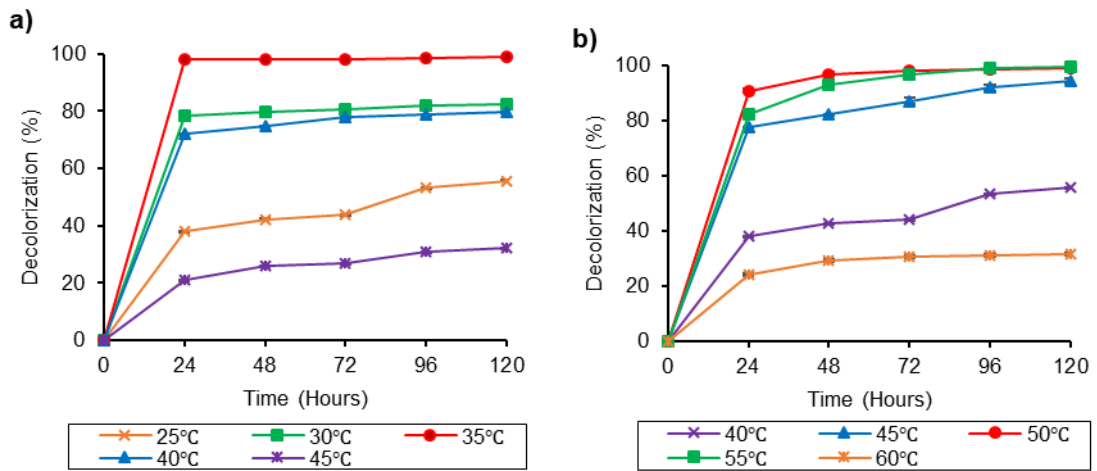 a)
Decolorization (%)
100
80
60
40
20
0
0 24 48 72 96 120
Time (Hours)
25°C 30°C 35°C
40°C 45°C
b)
Decolorization (%)
100
80
60
40
20
0
0 24 48 72 96 120
Time (Hours)
40°C 45°C 50°C
55°C 60°C